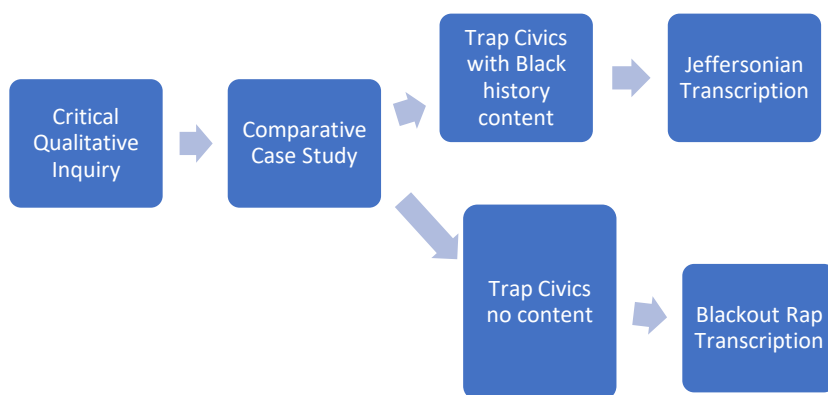 Critical
Qualitative
Inquiry
Comparative
Case Study
Trap Civics
with Black
history
content
Jeffersonian
Transcription
Trap Civics
no content
Blackout Rap
Transcription